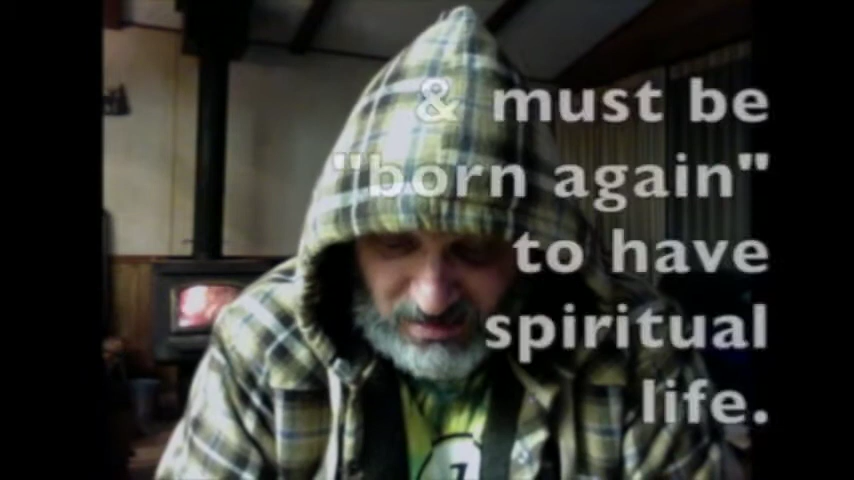 & must be
"born again"
to have
spiritual
life.